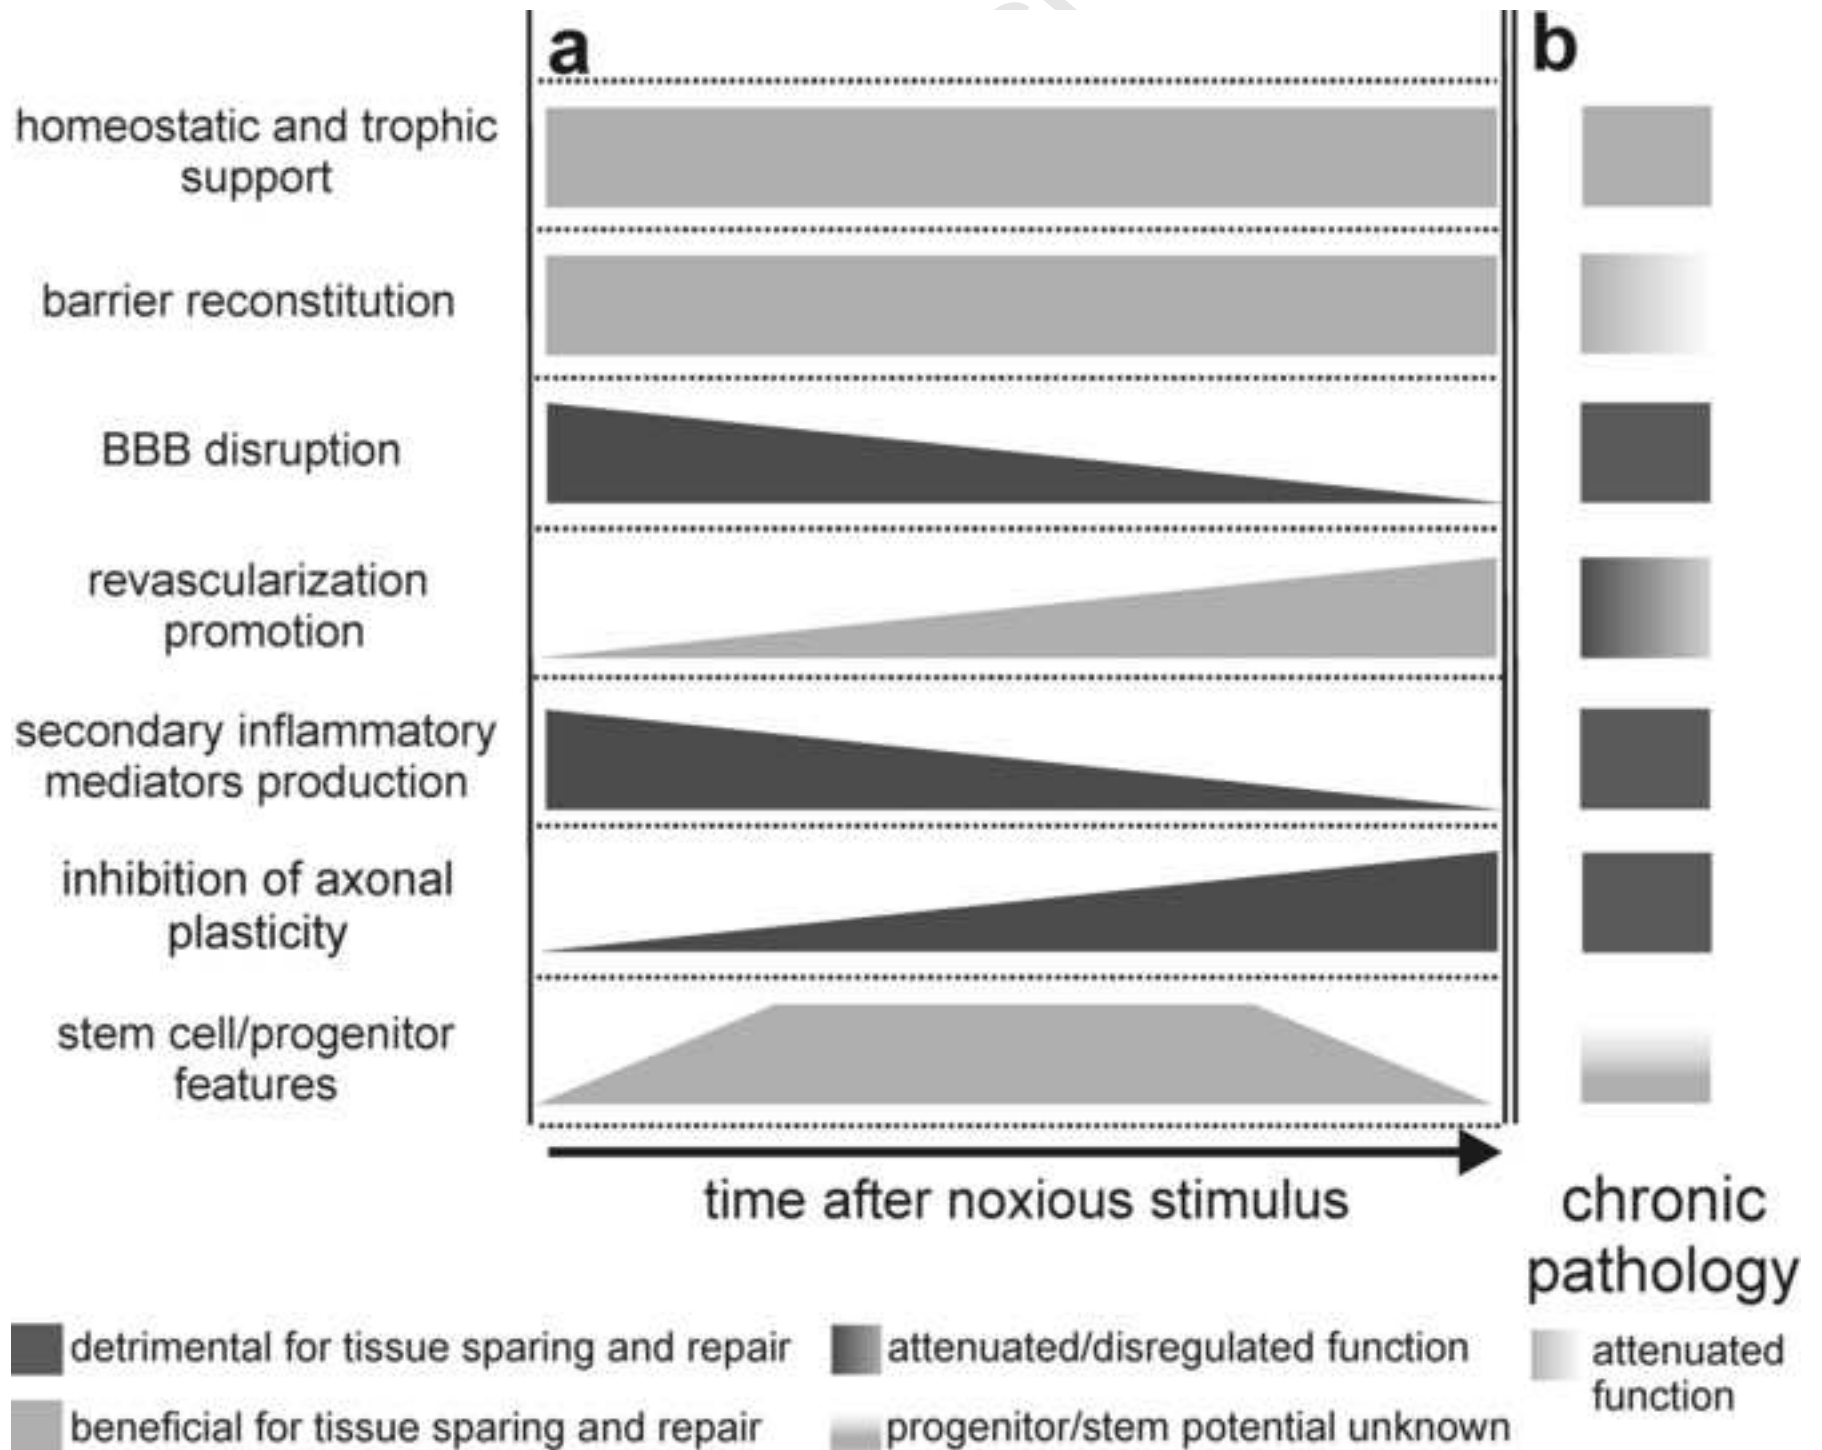 a
b
homeostatic and trophic
support
barrier reconstitution
BBB disruption
revascularization
promotion
secondary inflammatory
mediators production
inhibition of axonal
plasticity
stem cell/progenitor
features
time after noxious stimulus
chronic
pathology
detrimental for tissue sparing and repair
attenuated/disregulated function
attenuated
function
beneficial for tissue sparing and repair
progenitor/stem potential unknown